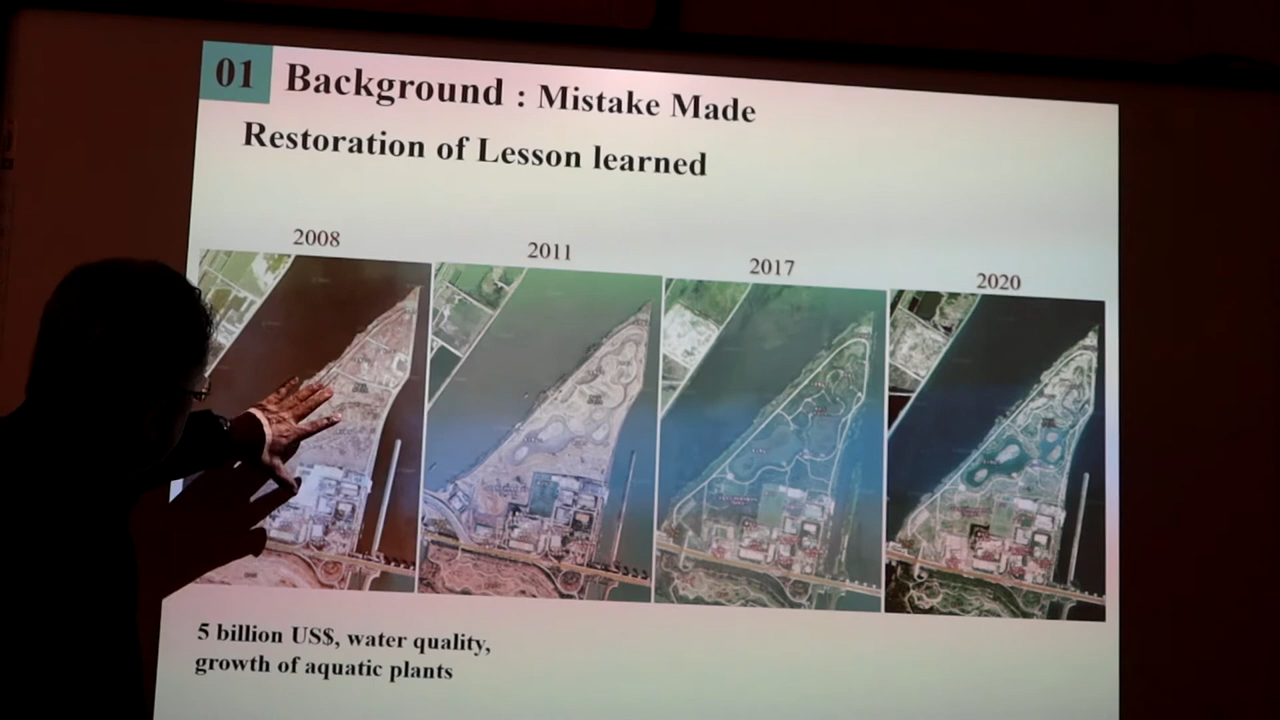 01 Background : Mistake Made
Restoration of Lesson learned
2008 2011 2017 2020
5 billion US$, water quality,
growth of aquatic plants